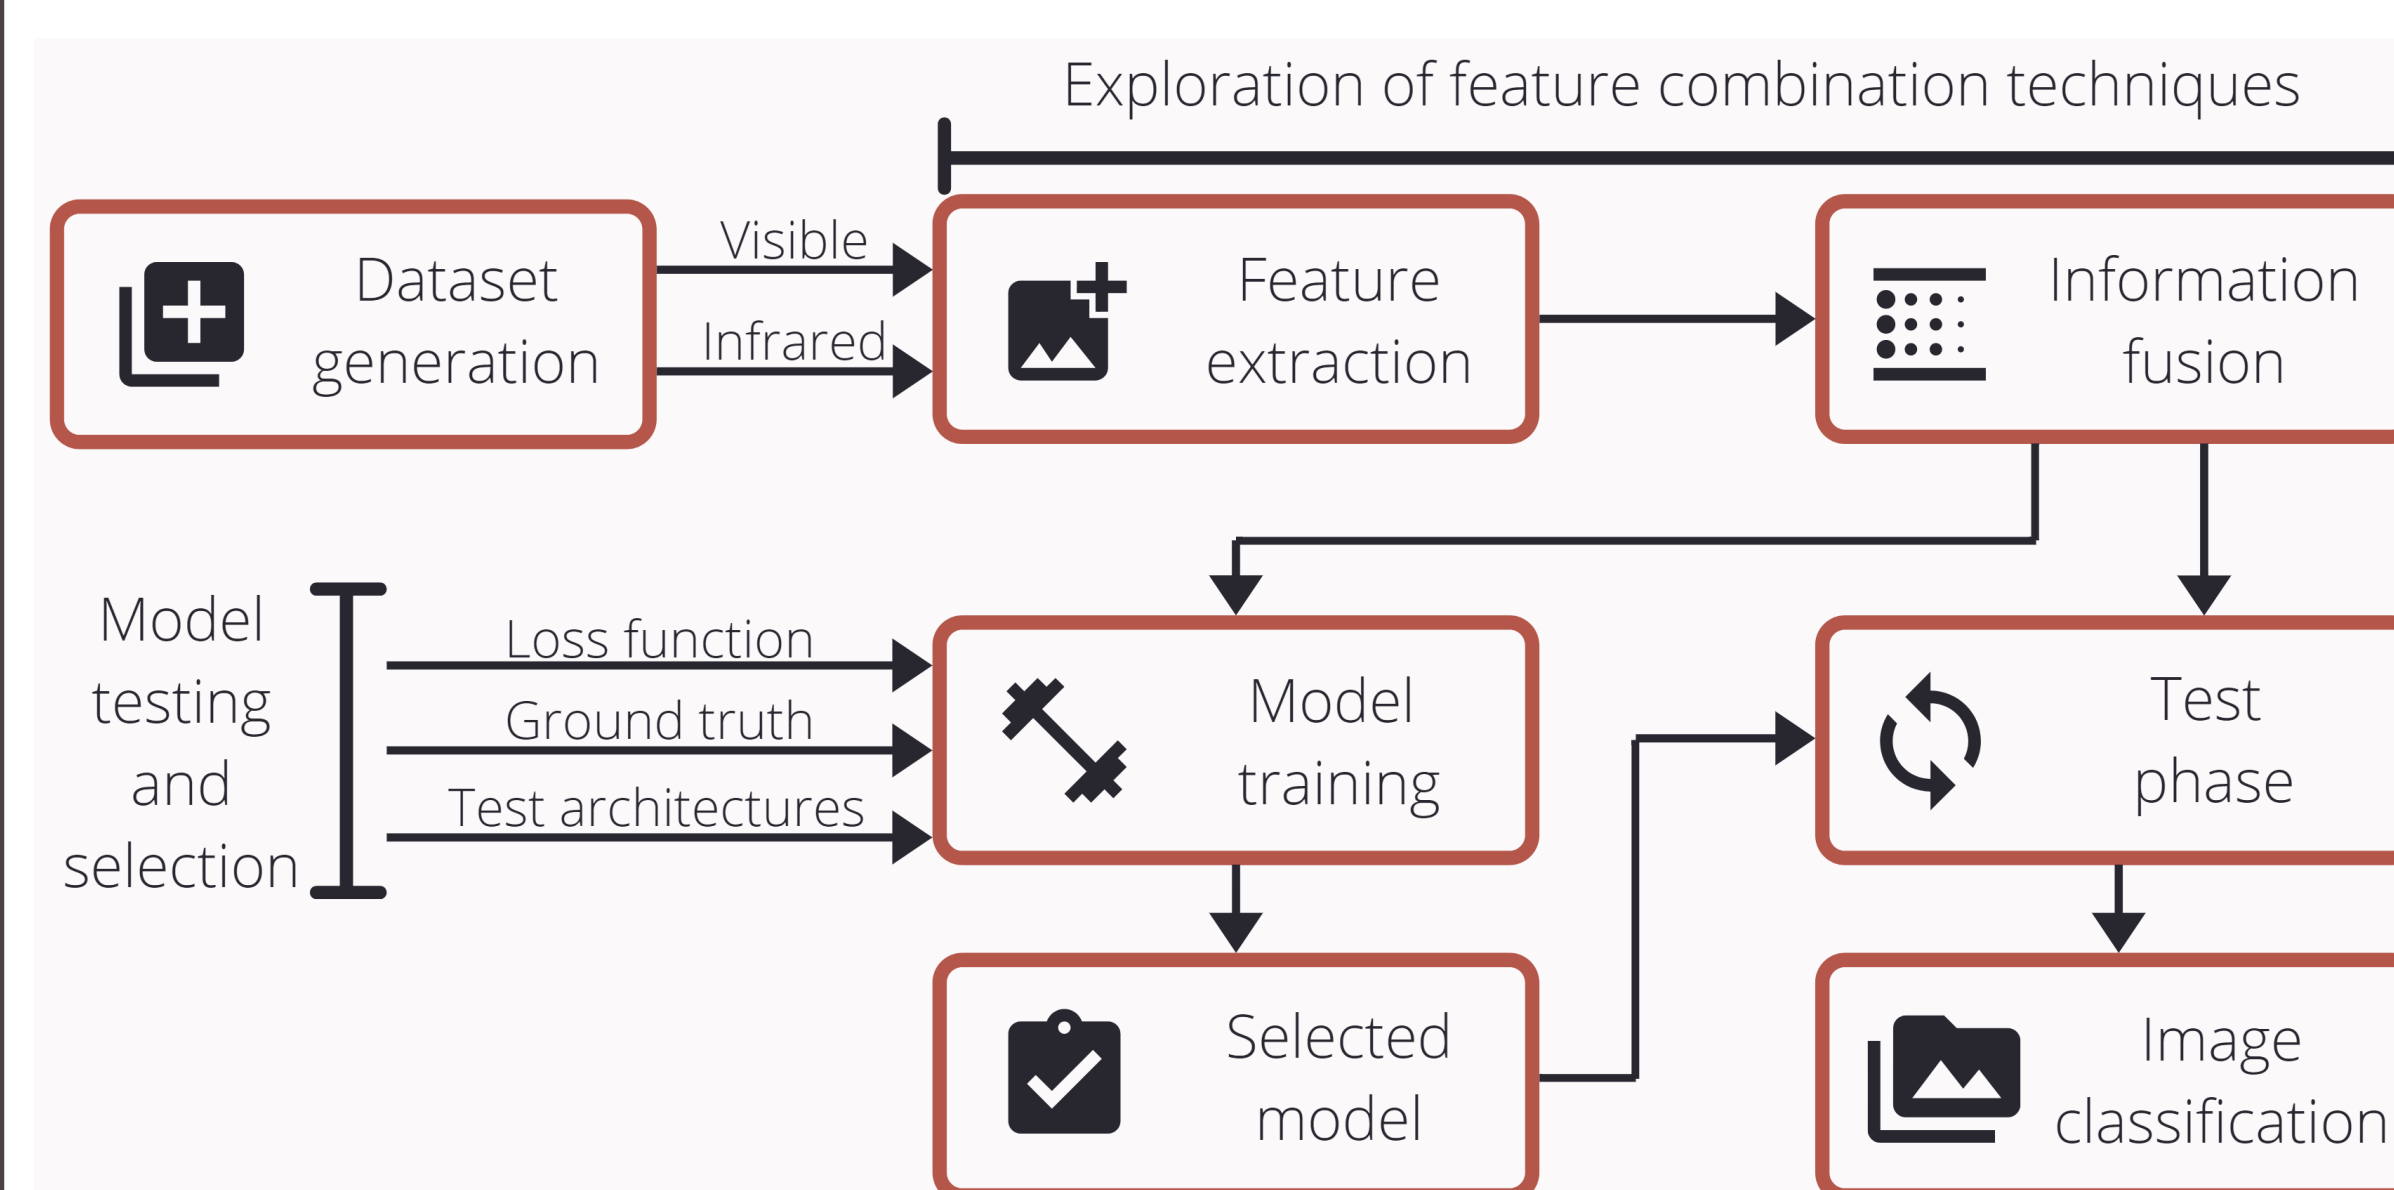 Exploration of feature combination techniques
Dataset
generation
Visible
Infrared
Feature
extraction
Information
fusion
Model
testing
and
selection
Loss function
Ground truth
Test architectures
Model
training
Test
phase
Selected
model
Image
classification